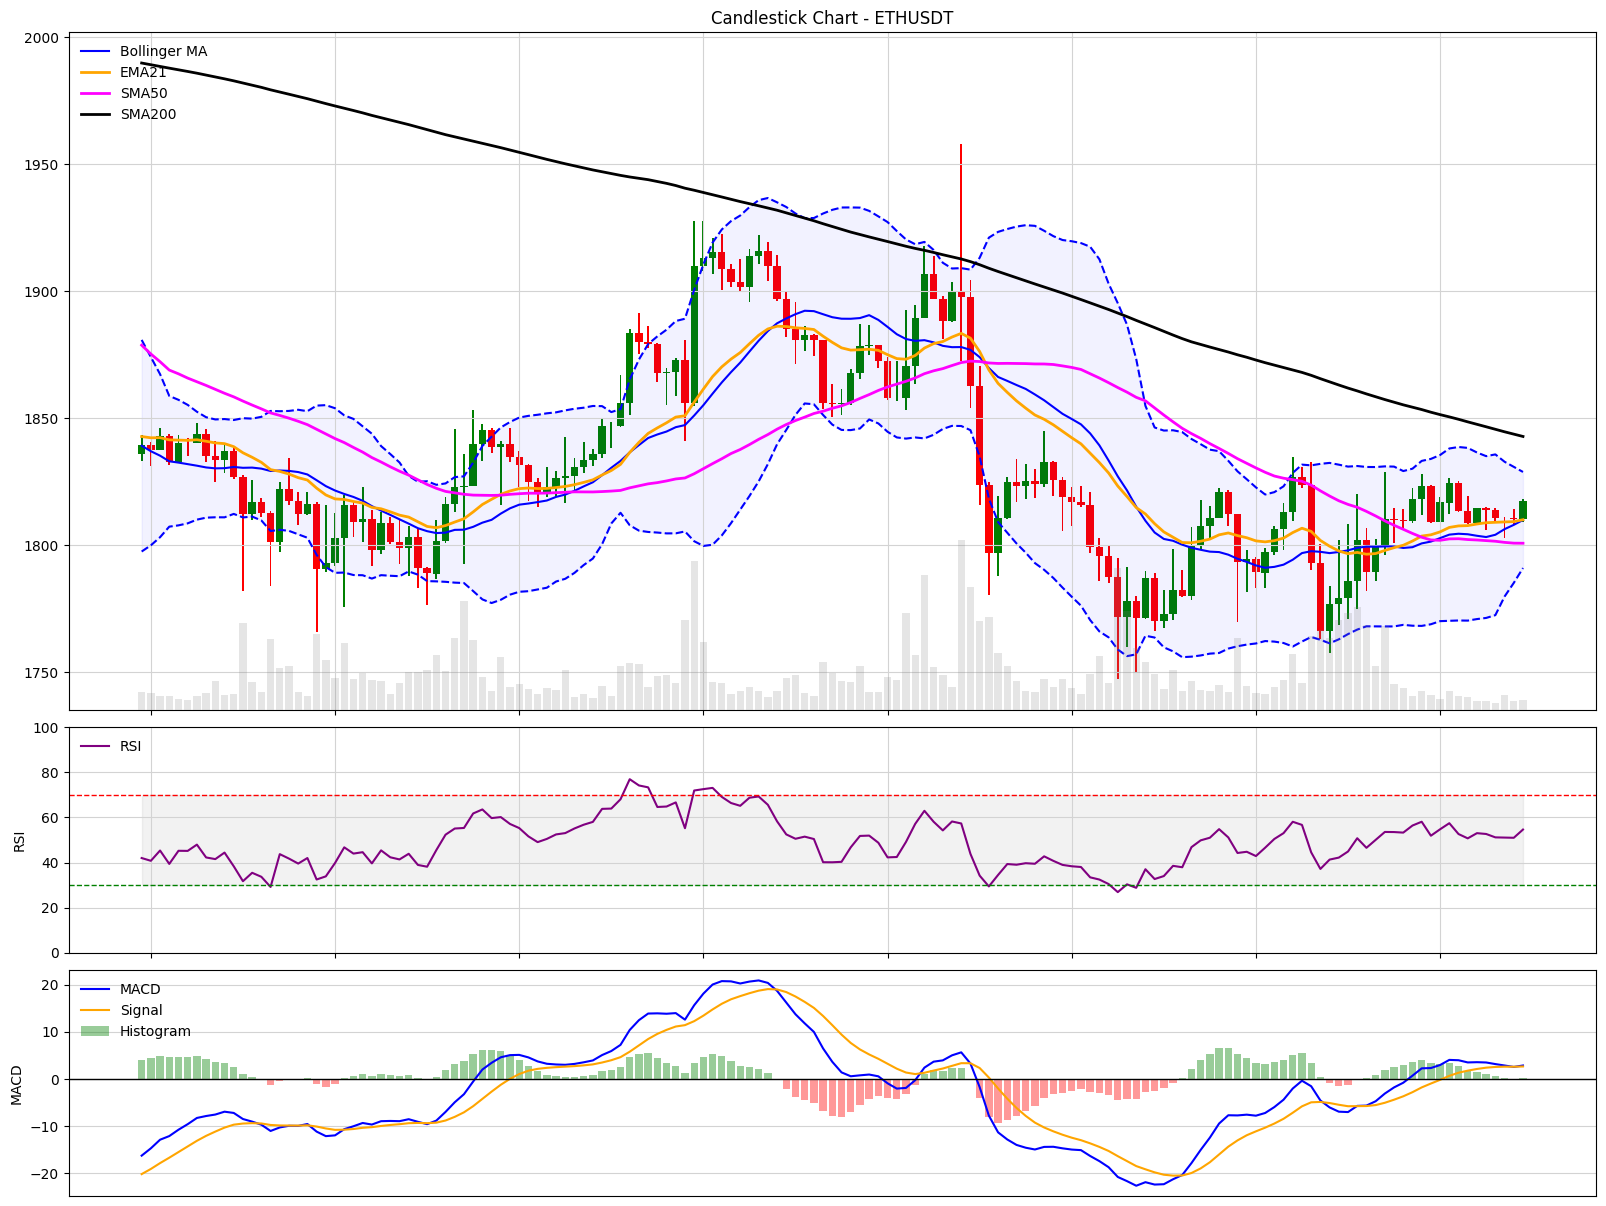 Candlestick Chart - ETHUSDT
2000
1950
1900
1850
1800
1750
Bollinger MA
EMA21
SMA50
SMA200
RSI
100
80
60
40
20
0
RSI
MACD
20
10
0
−10
−20
MACD
Signal
Histogram